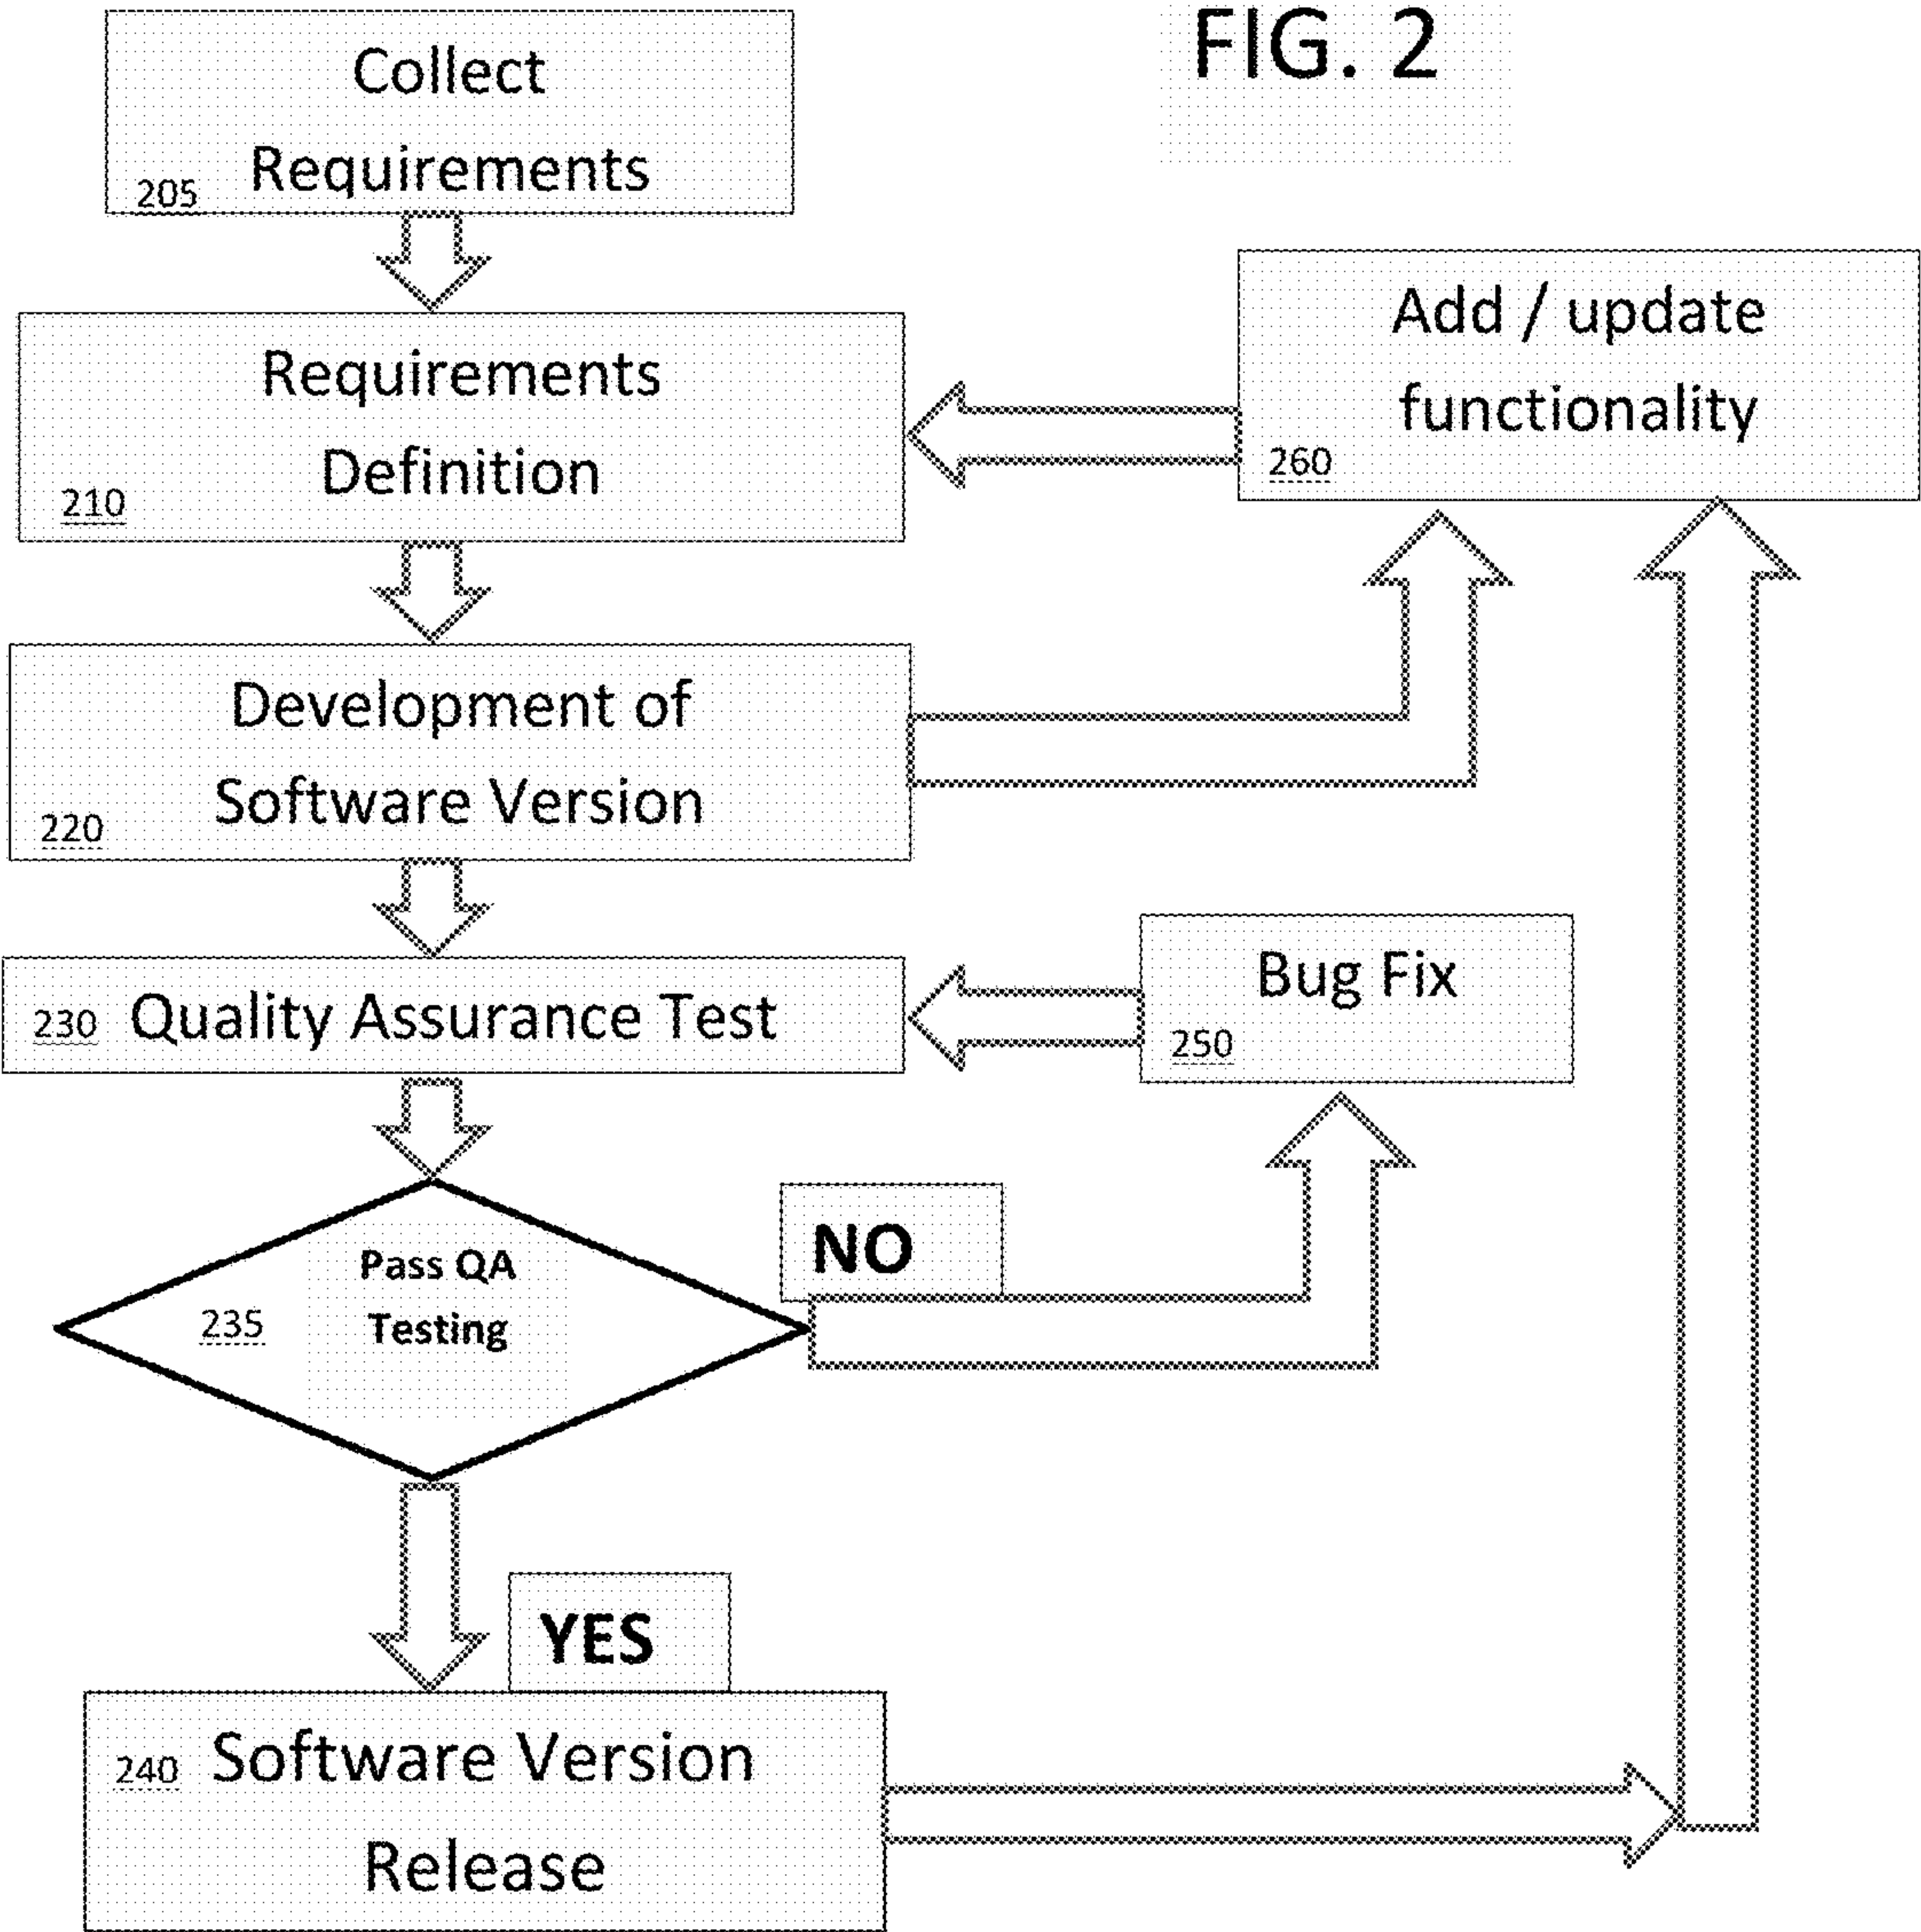 FIG. 2
Collect
Requirements
205
Add / update
functionality
260
Requirements
Definition
210
Development of
Software Version
220
Bug Fix
250
230 Quality Assurance Test
NO
Pass QA
235 Testing
YES
240 Software Version
Release